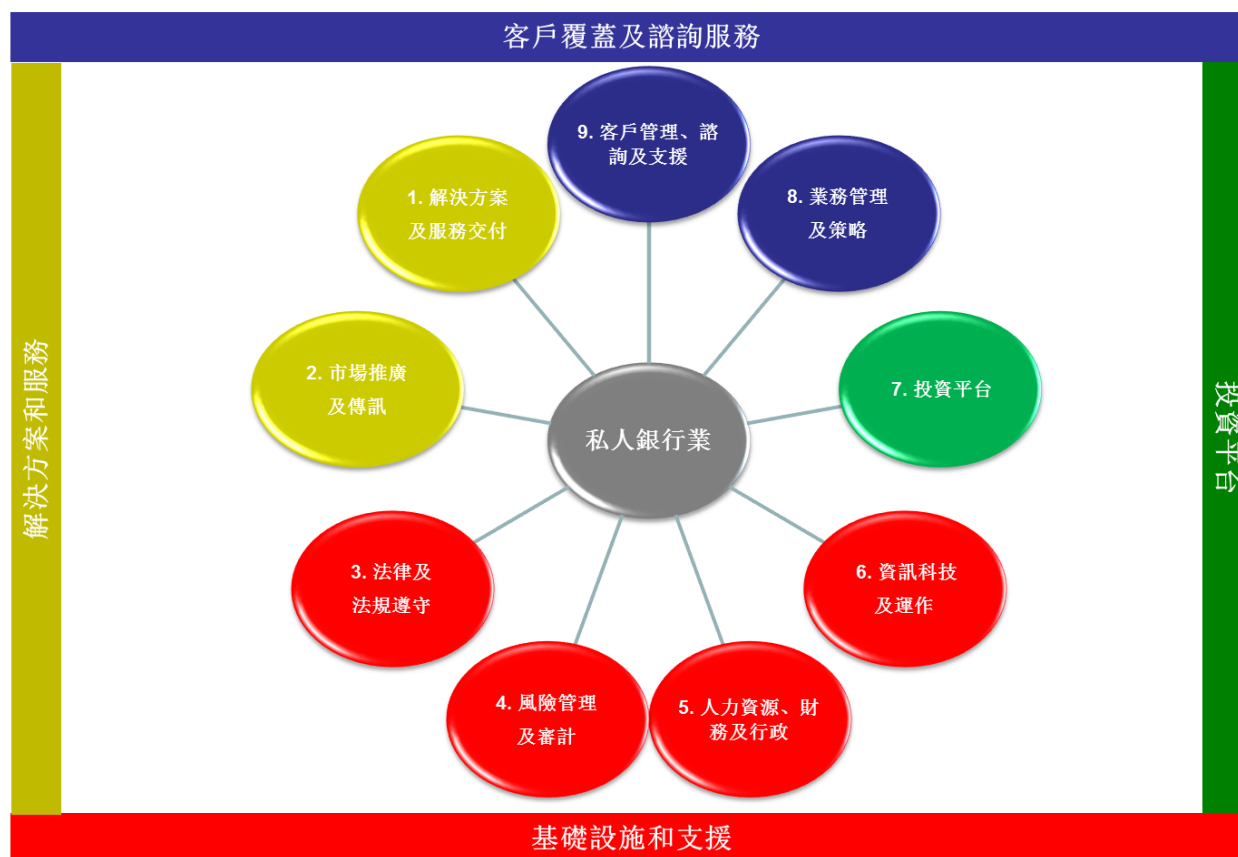 客戶覆蓋及諮詢服務
9. 客戶管理、諮
詢及支援
1. 解決方案
及服務交付
8. 業務管理
及策略
2. 市場推廣
及傳訊
7. 投資平台
私人銀行業
解決方案和服務
投資平台
3. 法律及
法規遵守
6. 資訊科技
及運作
4. 風險管理
及審計
5. 人力資源、財
務及行政
基礎設施和支援